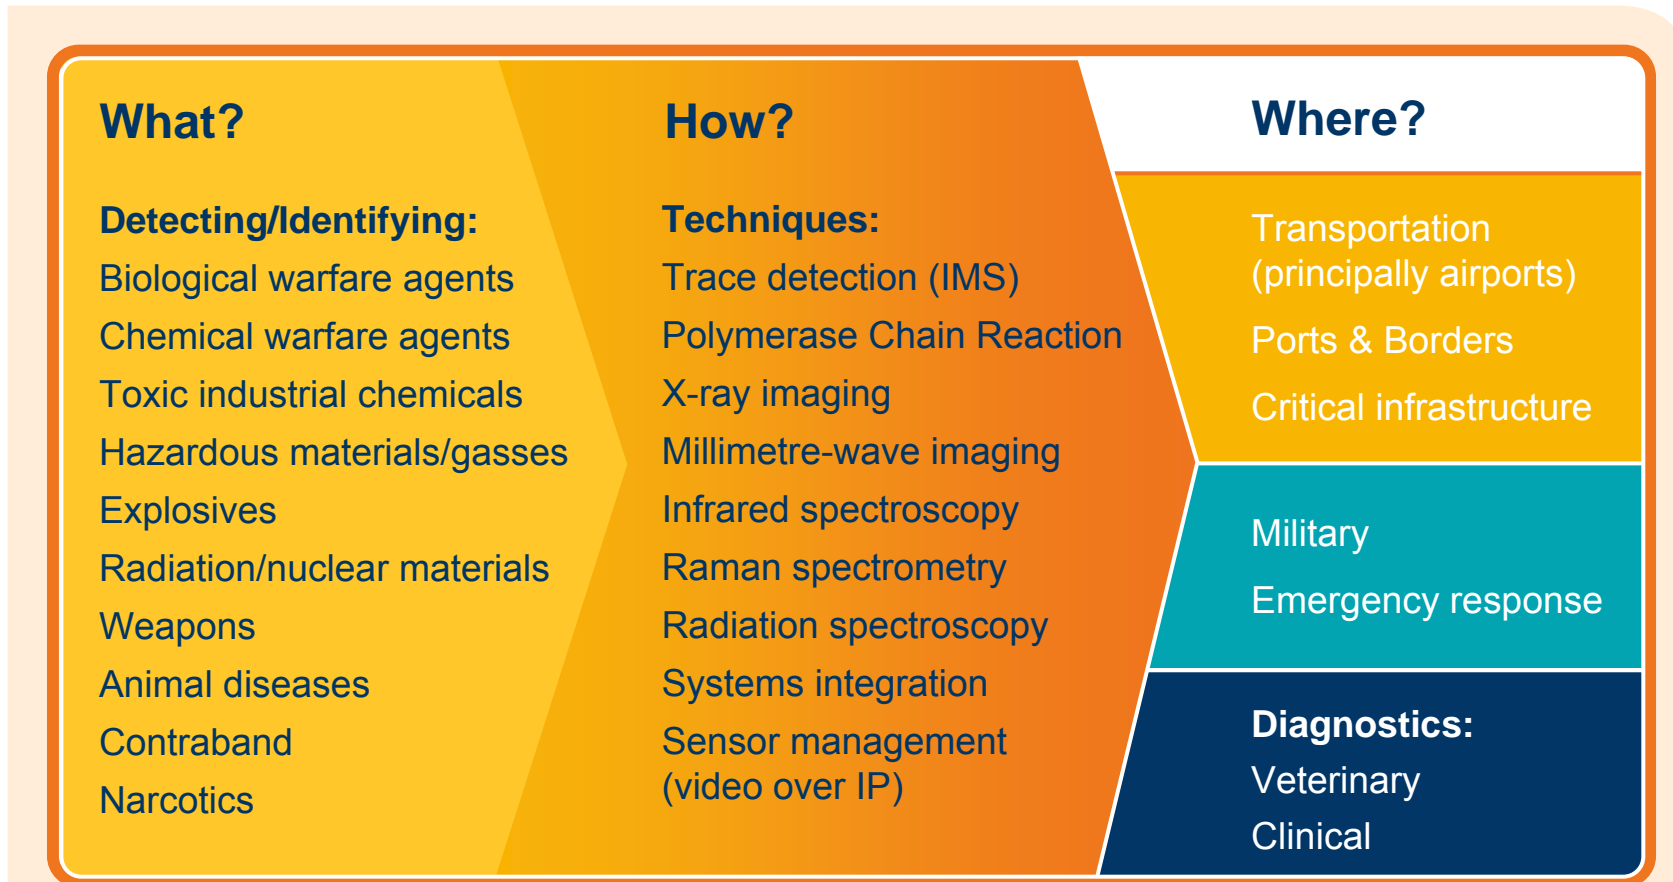 What?
Detecting/Identifying:
Biological warfare agents
Chemical warfare agents
Toxic industrial chemicals
Hazardous materials/gasses
Explosives
Radiation/nuclear materials
Weapons
Animal diseases
Contraband
Narcotics
How?
Techniques:
Trace detection (IMS)
Polymerase Chain Reaction
X-ray imaging
Millimetre-wave imaging
Infrared spectroscopy
Raman spectrometry
Radiation spectroscopy
Systems integration
Sensor management
(video over IP)
Where?
Transportation
(principally airports)
Ports & Borders
Critical infrastructure
Military
Emergency response
Diagnostics:
Veterinary
Clinical